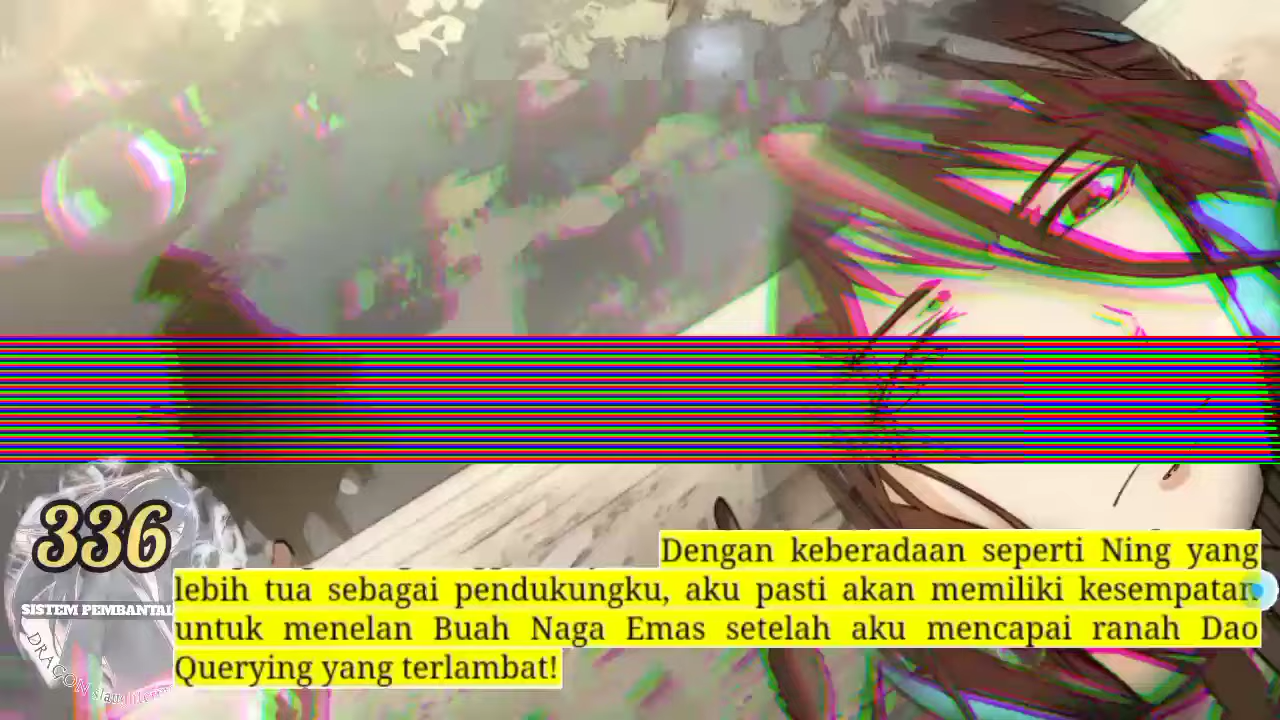 336
SISTEM PEMBANTAI
DRAGON
Dengan keberadaan seperti Ning yang
lebih tua sebagai pendukungku, aku pasti akan memiliki kesempatan
untuk menelan Buah Naga Emas setelah aku mencapai ranah Dao
Querying yang terlambat!